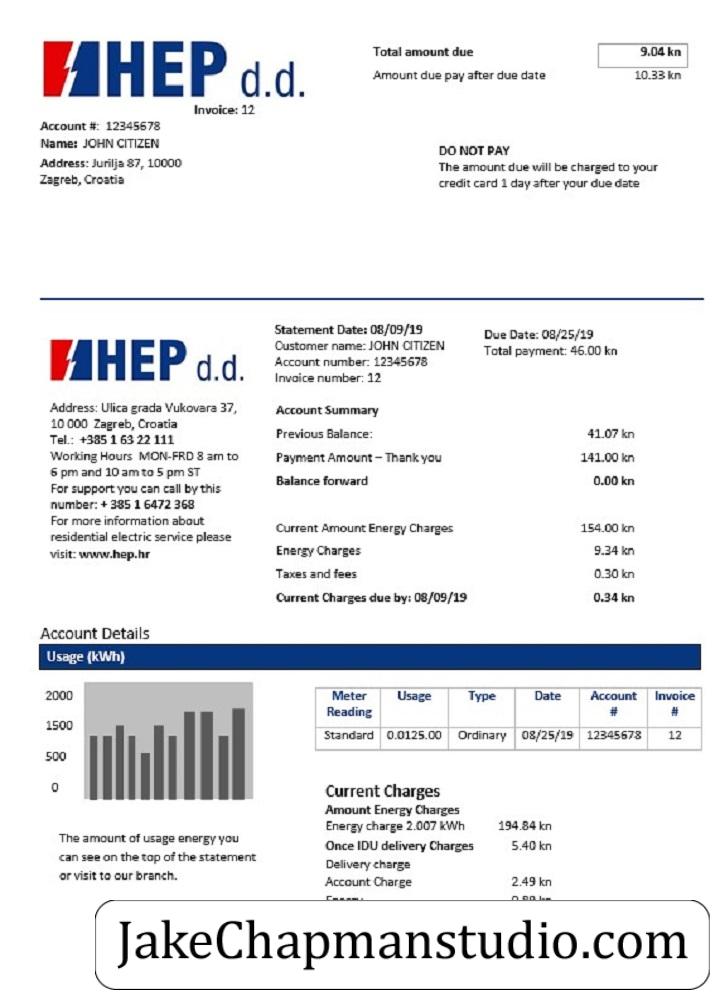 HEP d.d.
Invoice: 12
Total amount due 9.04 kn
Amount due pay after due date 10.33 kn
Account #: 12345678
Name: JOHN CITIZEN
Address: Jurilja 87, 10000
Zagreb, Croatia
DO NOT PAY
The amount due will be charged to your
credit card 1 day after your due date
HEP d.d.
Address: Ulica grada Vukovara 37,
10 000 Zagreb, Croatia
Tel.: +385 1 63 22 111
Working Hours MON-FRD 8 am to
6 pm and 10 am to 5 pm ST
For support you can call by this
number: + 385 1 6472 368
For more information about
residential electric service please
visit: www.hep.hr
Statement Date: 08/09/19
Customer name: JOHN CITIZEN
Account number: 12345678
Invoice number: 12
Due Date: 08/25/19
Total payment: 46.00 kn
Account Summary
Previous Balance: 41.07 kn
Payment Amount – Thank you 141.00 kn
Balance forward 0.00 kn
Current Amount Energy Charges 154.00 kn
Energy Charges 9.34 kn
Taxes and fees 0.30 kn
Current Charges due by: 08/09/19 0.34 kn
Account Details
Usage (kWh)
2000
1500
500
0
The amount of usage energy you
can see on the top of the statement
or visit to our branch.
Meter Reading Usage Type Date Account # Invoice #
Standard 0.0125.00 Ordinary 08/25/19 12345678 12
Current Charges
Amount Energy Charges
Energy charge 2.007 kWh 194.84 kn
Once IDU delivery Charges 5.40 kn
Delivery charge
Account Charge 2.49 kn
JakeChapmanstudio.com